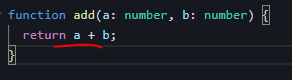 function add(a: number, b: number) {
return a + b;
}